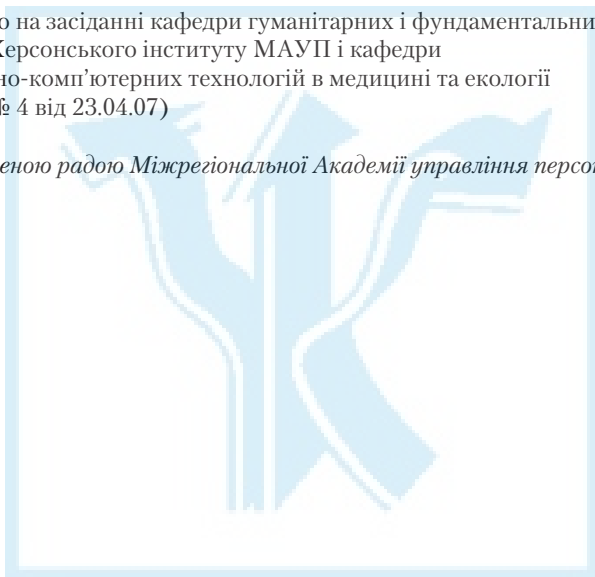 о на засіданні кафедри гуманітарних і фундаментальни
Херсонського інституту МАУП і кафедри
но-комп’ютерних технологій в медицині та екології
№ 4 від 23.04.07)
еною радою Міжрегіональної Академії управління персо